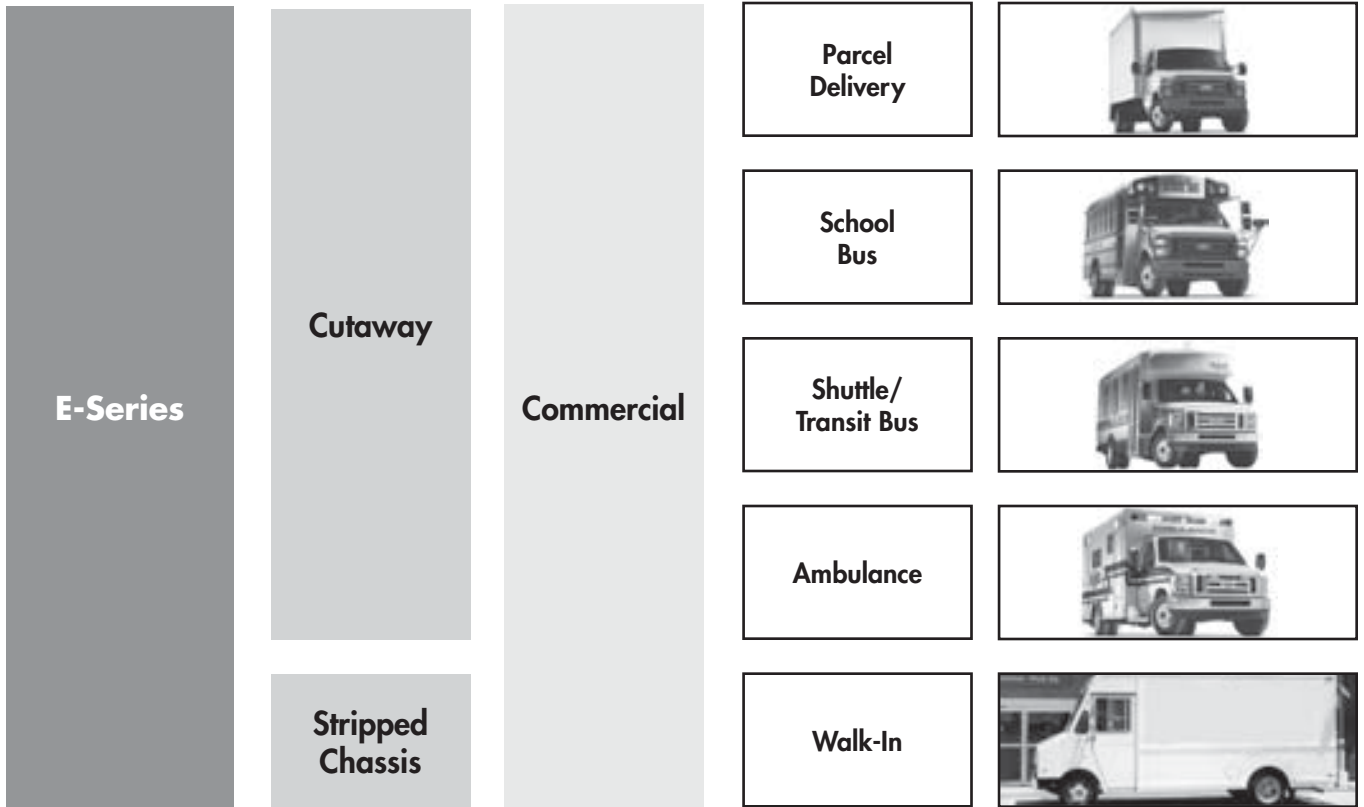 E-Series
Cutaway
Stripped
Chassis
Commercial
Parcel
Delivery
School
Bus
Shuttle/
Transit Bus
Ambulance
Walk-In